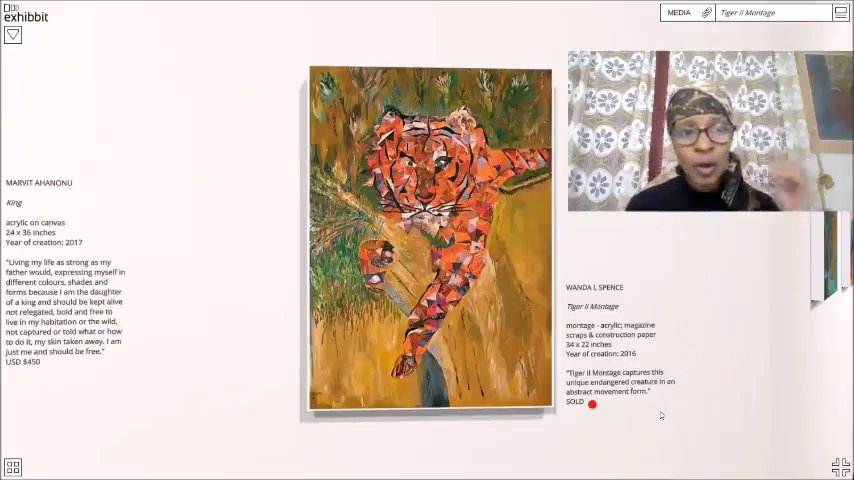 exhibbit
MEDIA
Tiger II Montage
MARVIT AHANONU
King
acrylic on canvas
24 x 36 inches
Year of creation: 2017
"Living my life as strong as my
father would, expressing myself in
different colours, shades and
forms because I am the daughter
of a king and should be kept alive
not relegated, bold and free to
live in my habitation or the wild,
not captured or told what or how
to do it, my skin taken away, I am
just me and should be free."
USD $450
WANDA L SPENCE
Tiger II Montage
montage - acrylic; magazine
scraps & construction paper
34 x 22 inches
Year of creation: 2016
"Tiger II Montage captures this
unique endangered creature in an
abstract movement form."
SOLD